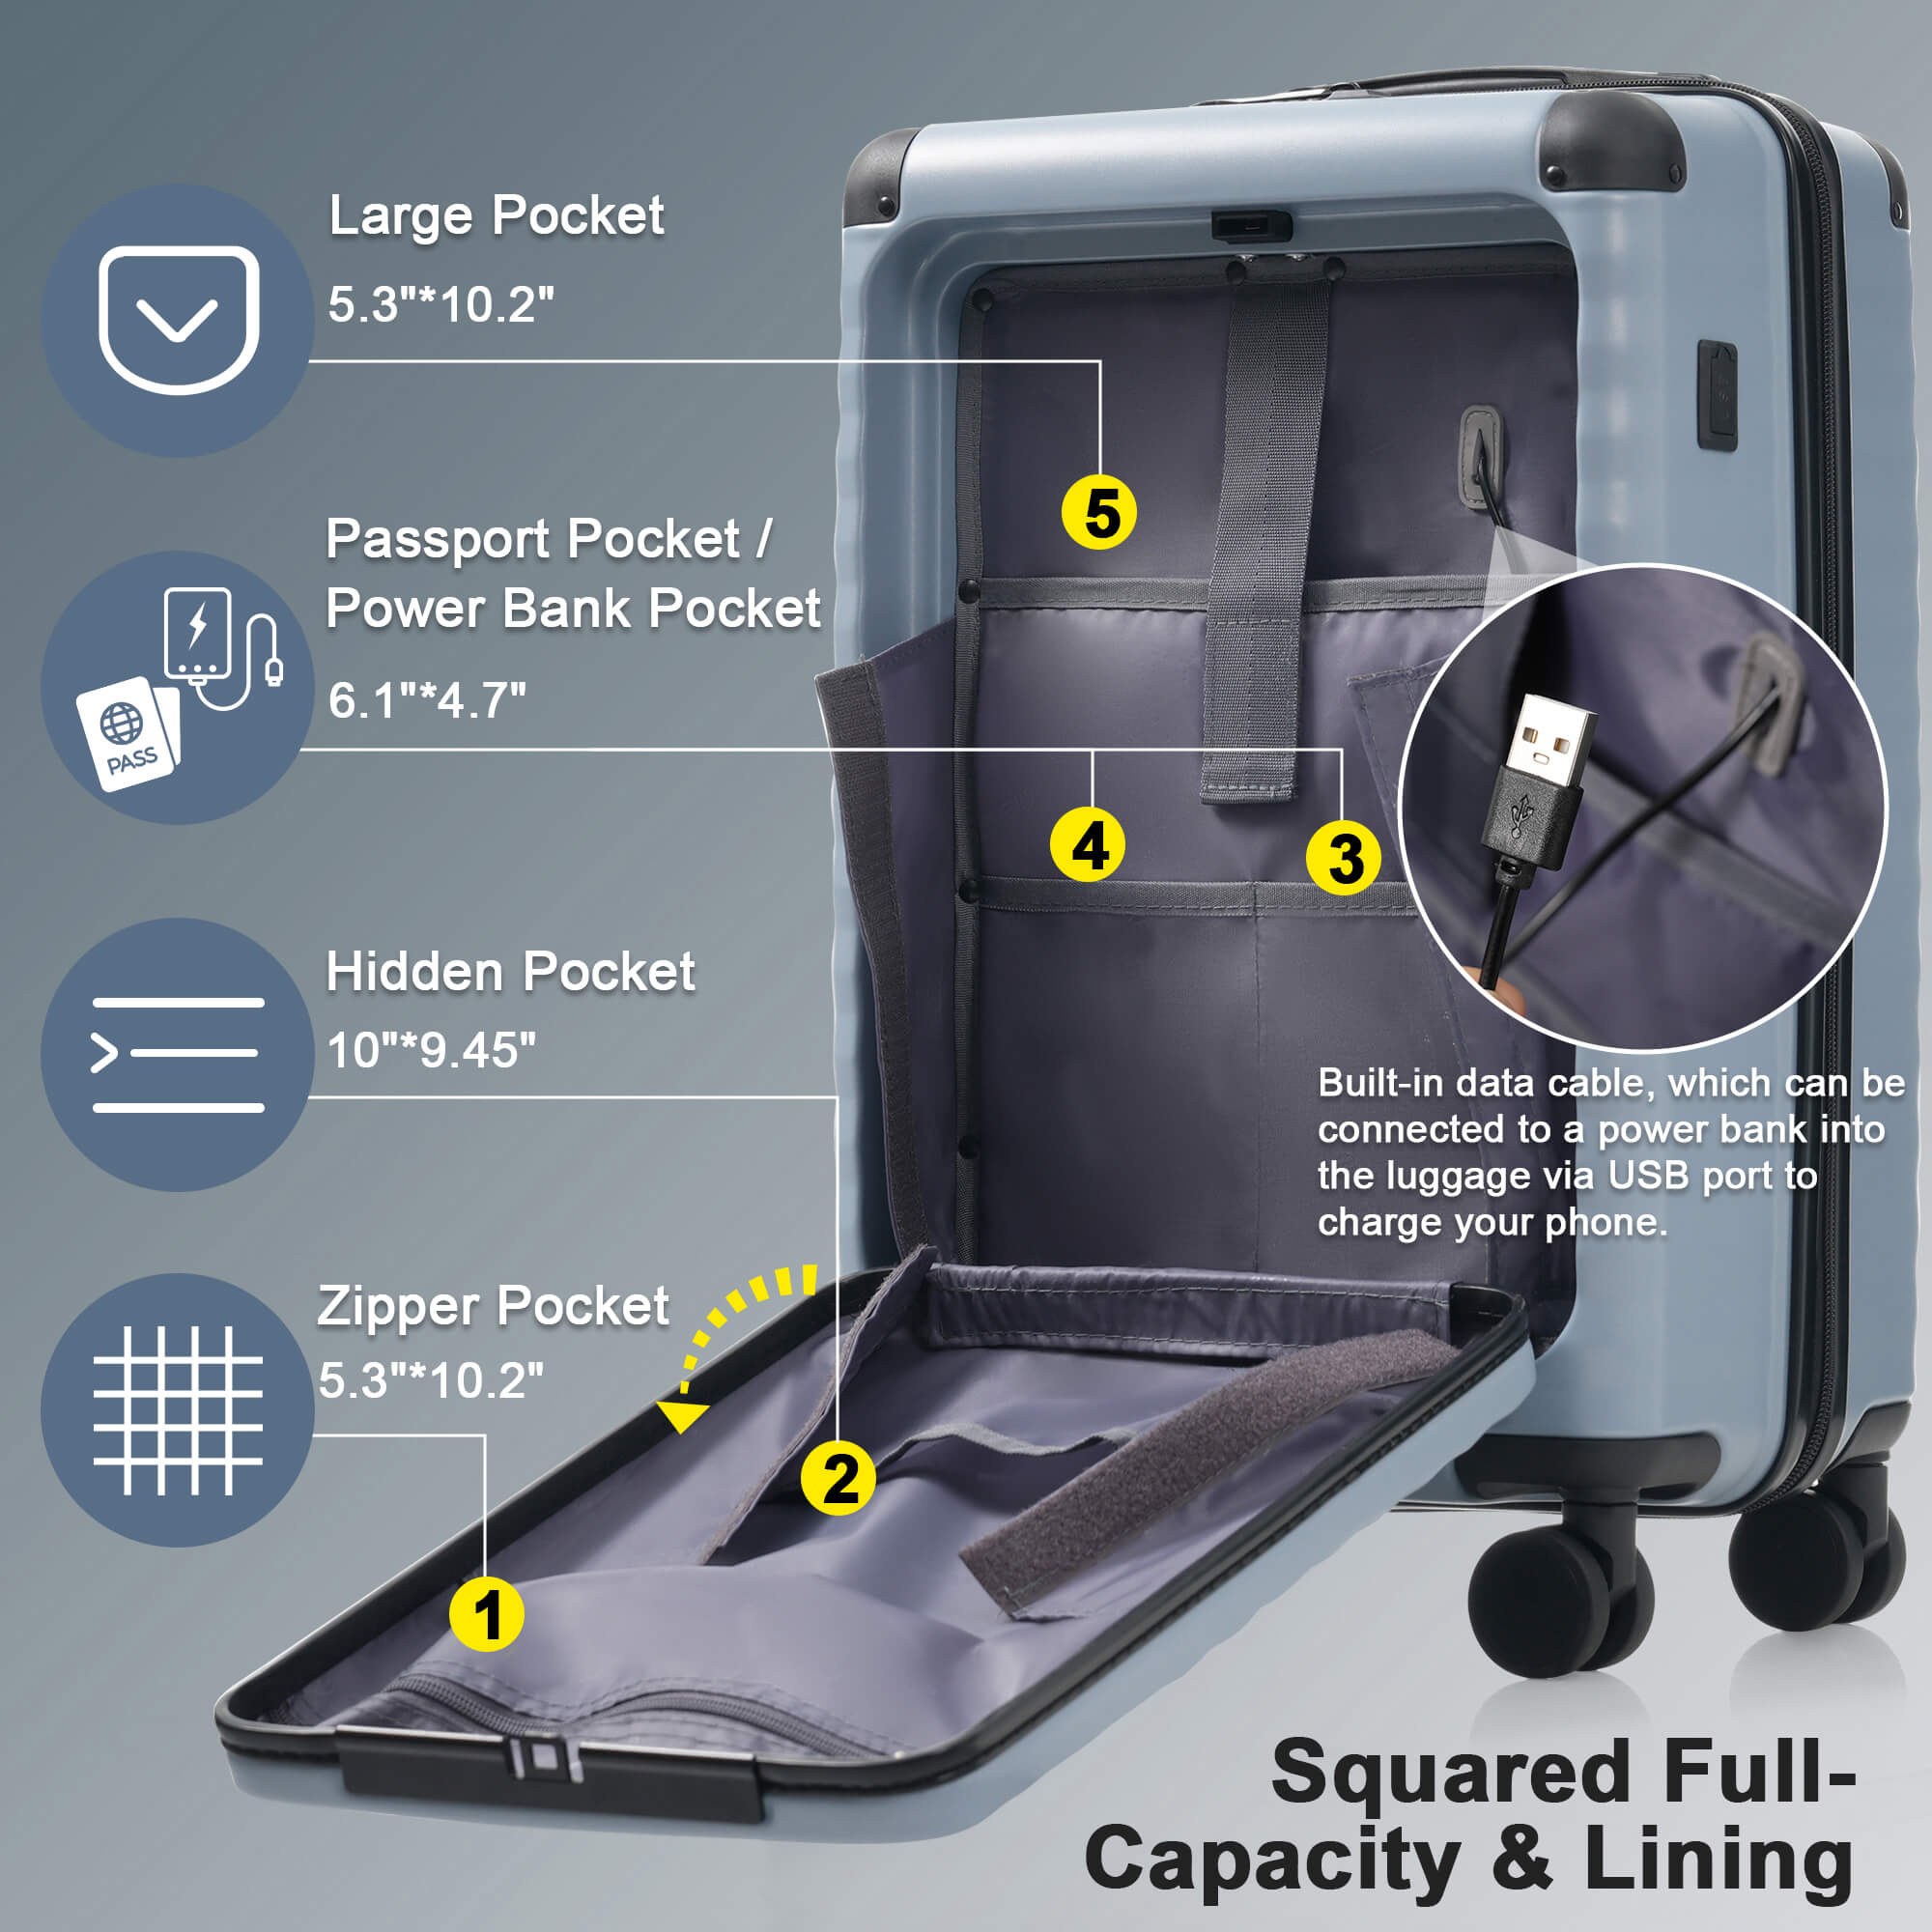 Large Pocket
5.3"*10.2"
5
Passport Pocket /
Power Bank Pocket
6.1"*4.7"
PASS
4
3
Hidden Pocket
10"*9.45"
Built-in data cable, which can be
connected to a power bank into
the luggage via USB port to
charge your phone.
Zipper Pocket
5.3"*10.2"
2
1
Squared Full-
Capacity & Lining